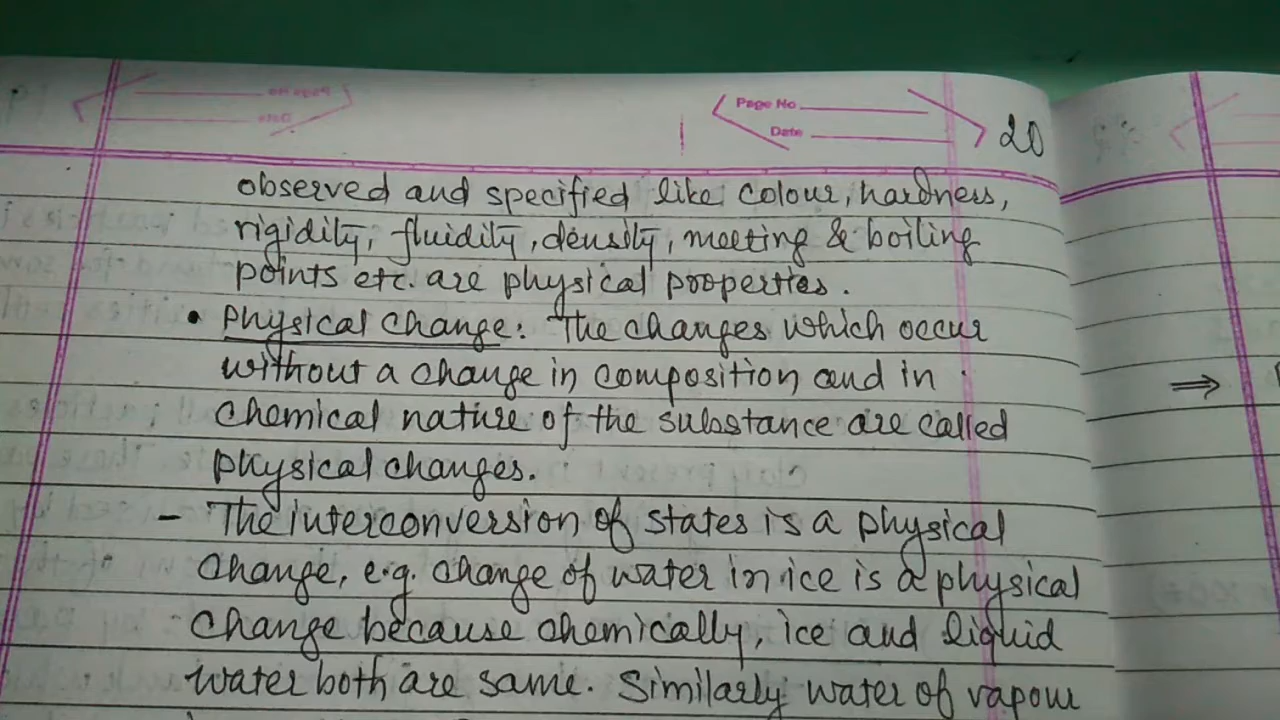 Page No
Date
20
observed and specified like colour, hardness,
rigidity, fluidity, density, meeting & boiling
points etc. are physical properties.
• Physical change: The changes which occur
without a change in composition and in
chemical nature of the substance are called
physical changes.
- The interconversion of states is a physical
change, e.g. change of water in ice is a physical
change because chemically, ice and liquid
water both are same. Similarly water of vapour
⇒